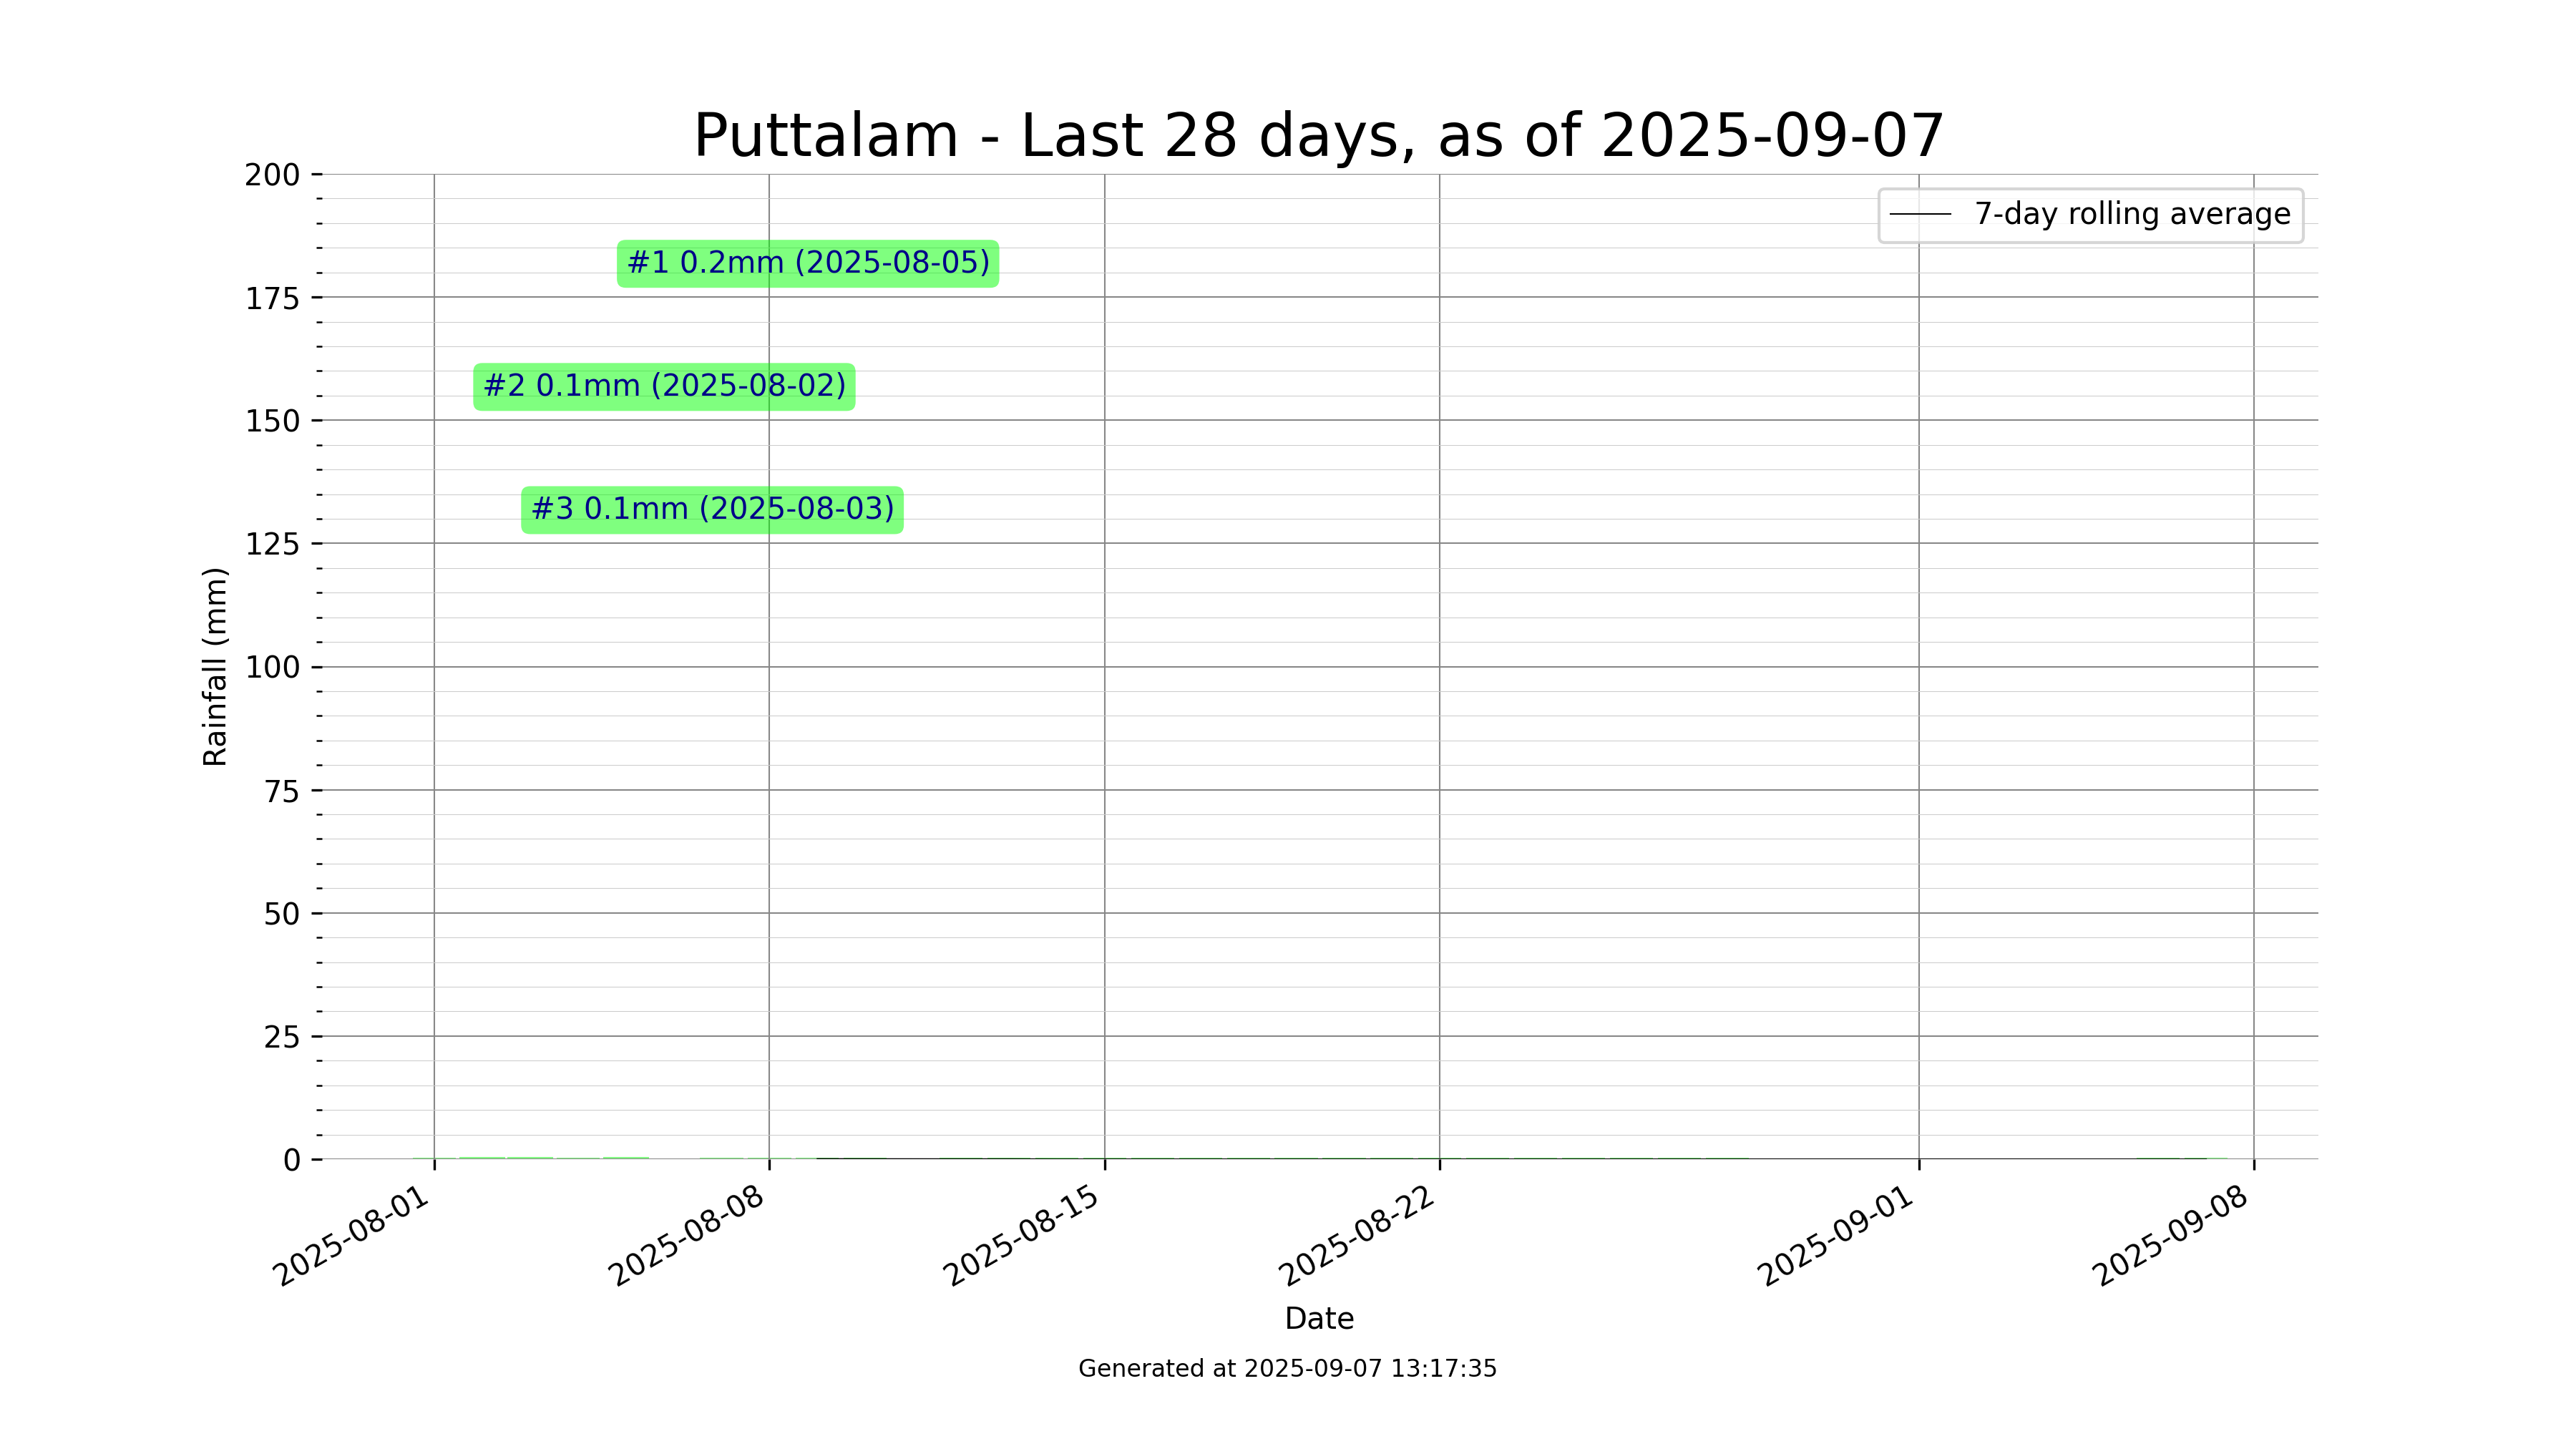 Puttalam - Last 28 days, as of 2025-09-07
7-day rolling average
#1 0.2mm (2025-08-05)
#2 0.1mm (2025-08-02)
#3 0.1mm (2025-08-03)
Rainfall (mm)
200
175
150
125
100
75
50
25
0
2025-08-01
2025-08-08
2025-08-15
2025-08-22
2025-09-01
2025-09-08
Date
Generated at 2025-09-07 13:17:35